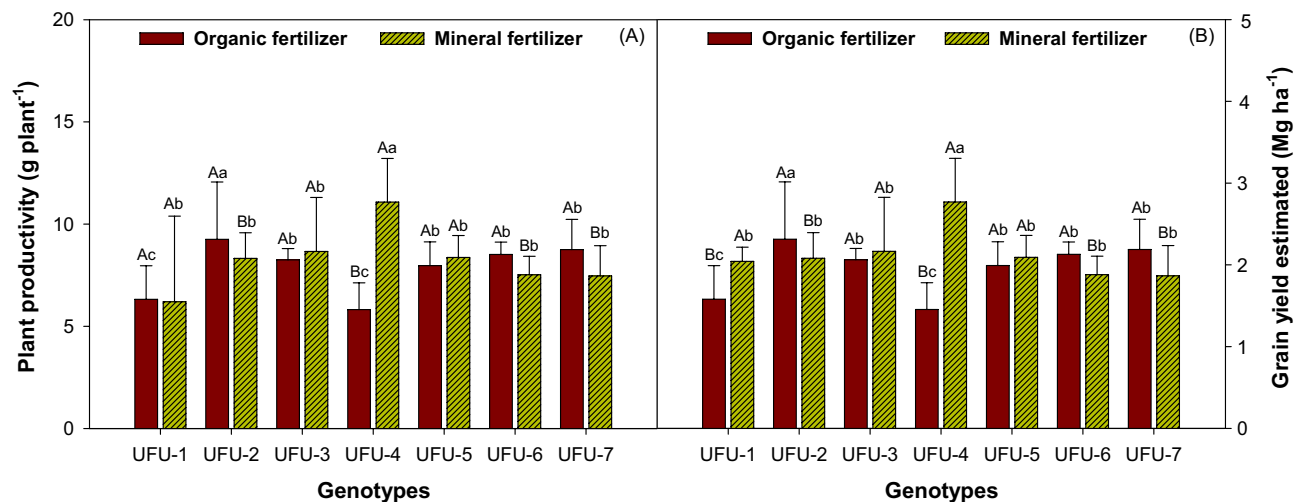 Plant productivity (g plant⁻¹)
20
15
10
5
0
Organic fertilizer Mineral fertilizer (A)
Ac Ab Aa Bb Ab Ab Bc Aa Ab Ab Ab Bb Ab Bb
UFU-1 UFU-2 UFU-3 UFU-4 UFU-5 UFU-6 UFU-7
Genotypes
Organic fertilizer Mineral fertilizer (B)
Bc Ab Aa Bb Ab Ab Bc Aa Ab Ab Ab Bb Ab Bb
UFU-1 UFU-2 UFU-3 UFU-4 UFU-5 UFU-6 UFU-7
Genotypes
5
4
3
2
1
0
Grain yield estimated (Mg ha⁻¹)